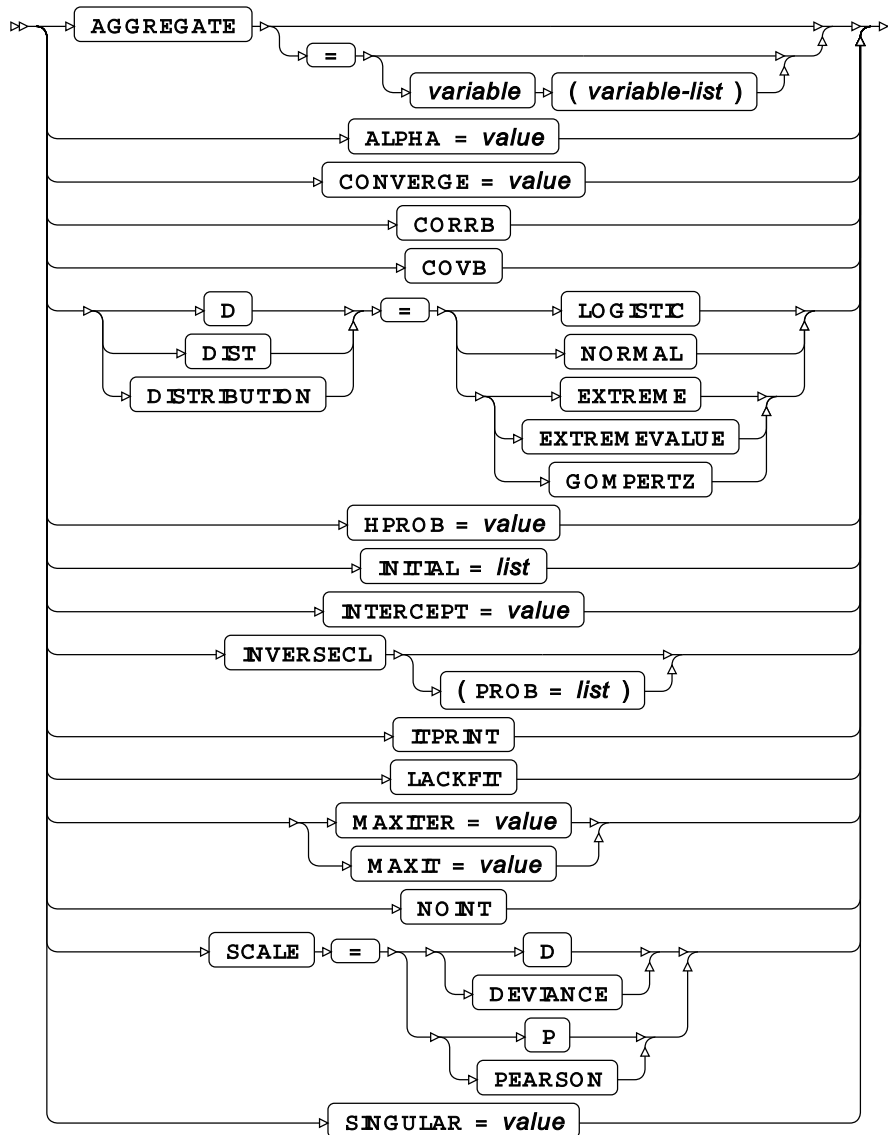 AGGREGATE
=
variable ( variable-list )
ALPHA = value
CONVERGE = value
CORRB
COVB
D = LOGISTIC
DIST NORMAL
DISTRIBUTION EXTREME
EXTREMEVALUE
GOMPERTZ
HPROB = value
INITIAL = list
INTERCEPT = value
INVERSECL
( PROB = list )
ITPRINT
LACKFIT
MAXITER = value
MAXIT = value
NOINT
SCALE = D
DEVIANCE
P
PEARSON
SINGULAR = value